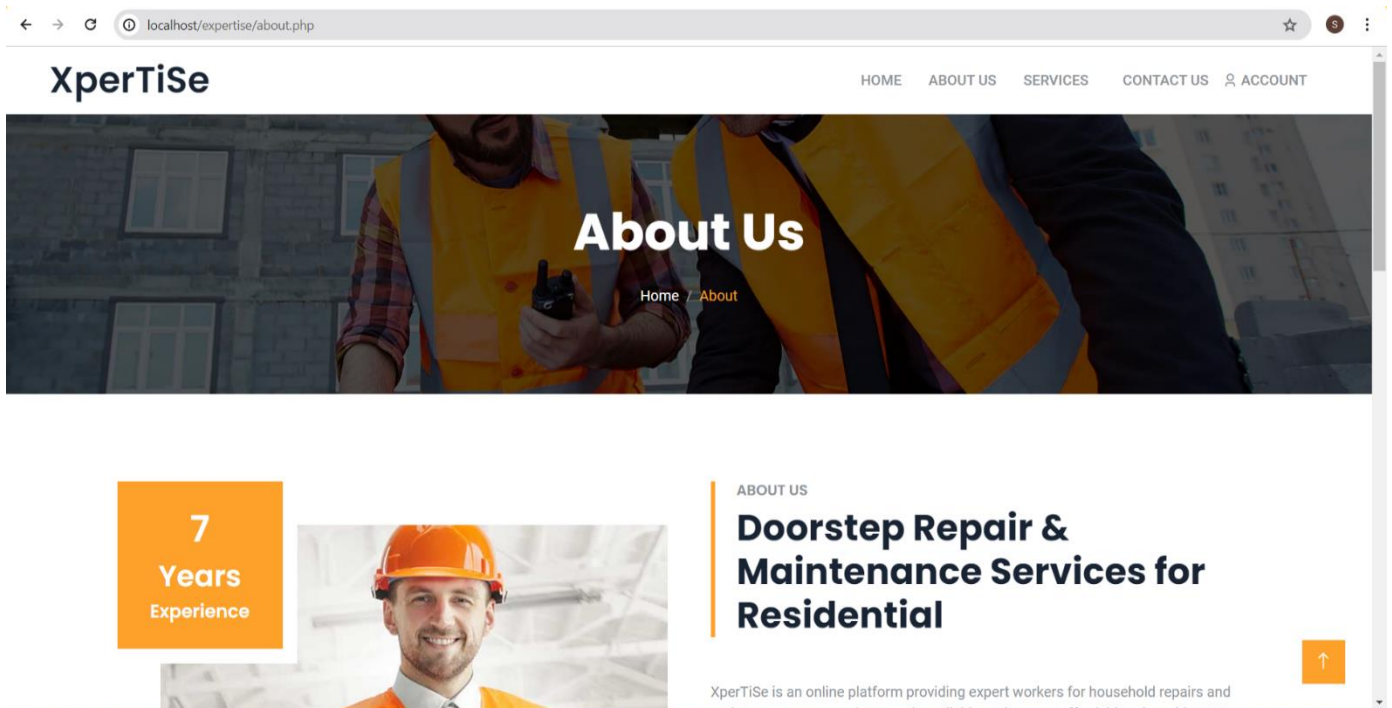 localhost/expertise/about.php
S
XperTiSe
HOME ABOUT US SERVICES CONTACT US ACCOUNT
About Us
Home / About
7
Years
Experience
ABOUT US
Doorstep Repair &
Maintenance Services for
Residential
XperTiSe is an online platform providing expert workers for household repairs and